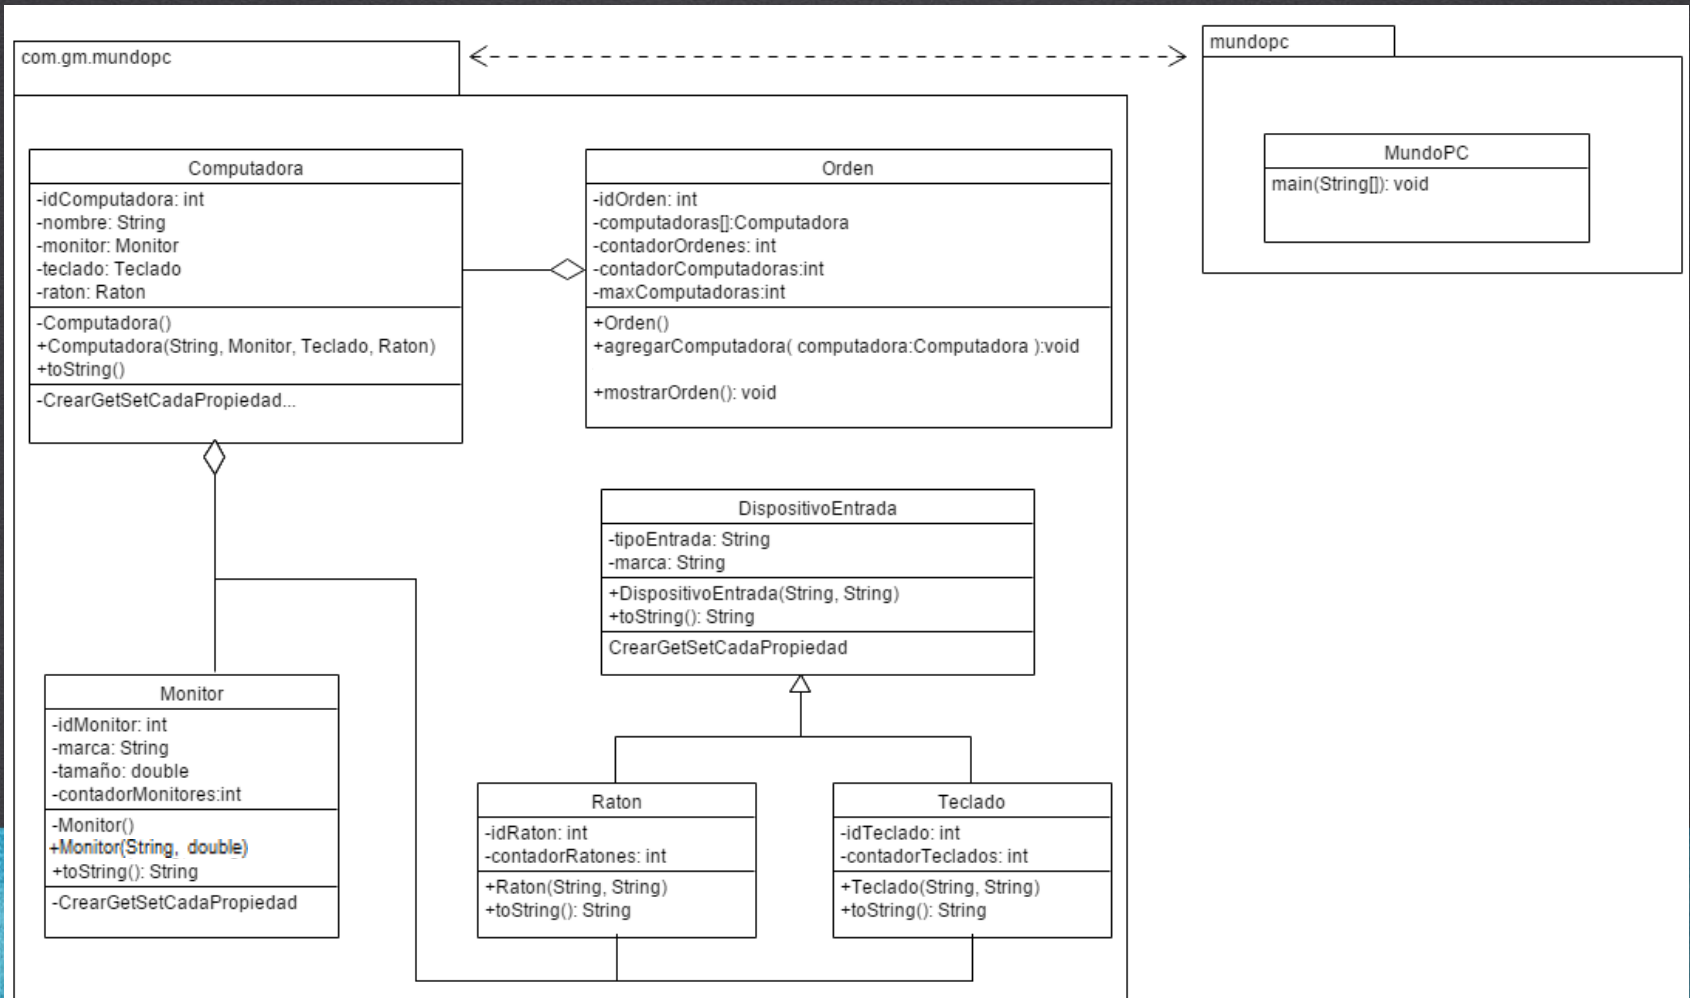 com.gm.mundopc
mundopc
MundoPC
main(String[]): void
Computadora
-idComputadora: int
-nombre: String
-monitor: Monitor
-teclado: Teclado
-raton: Raton
-Computadora()
+Computadora(String, Monitor, Teclado, Raton)
+toString()
-CrearGetSetCadaPropiedad...
Orden
-idOrden: int
-computadoras[]:Computadora
-contadorOrdenes: int
-contadorComputadoras:int
-maxComputadoras:int
+Orden()
+agregarComputadora( computadora:Computadora ):void
+mostrarOrden(): void
DispositivoEntrada
-tipoEntrada: String
-marca: String
+DispositivoEntrada(String, String)
+toString(): String
CrearGetSetCadaPropiedad
Monitor
-idMonitor: int
-marca: String
-tamaño: double
-contadorMonitores:int
-Monitor()
+Monitor(String, double)
+toString(): String
-CrearGetSetCadaPropiedad
Raton
-idRaton: int
-contadorRatones: int
+Raton(String, String)
+toString(): String
Teclado
-idTeclado: int
-contadorTeclados: int
+Teclado(String, String)
+toString(): String